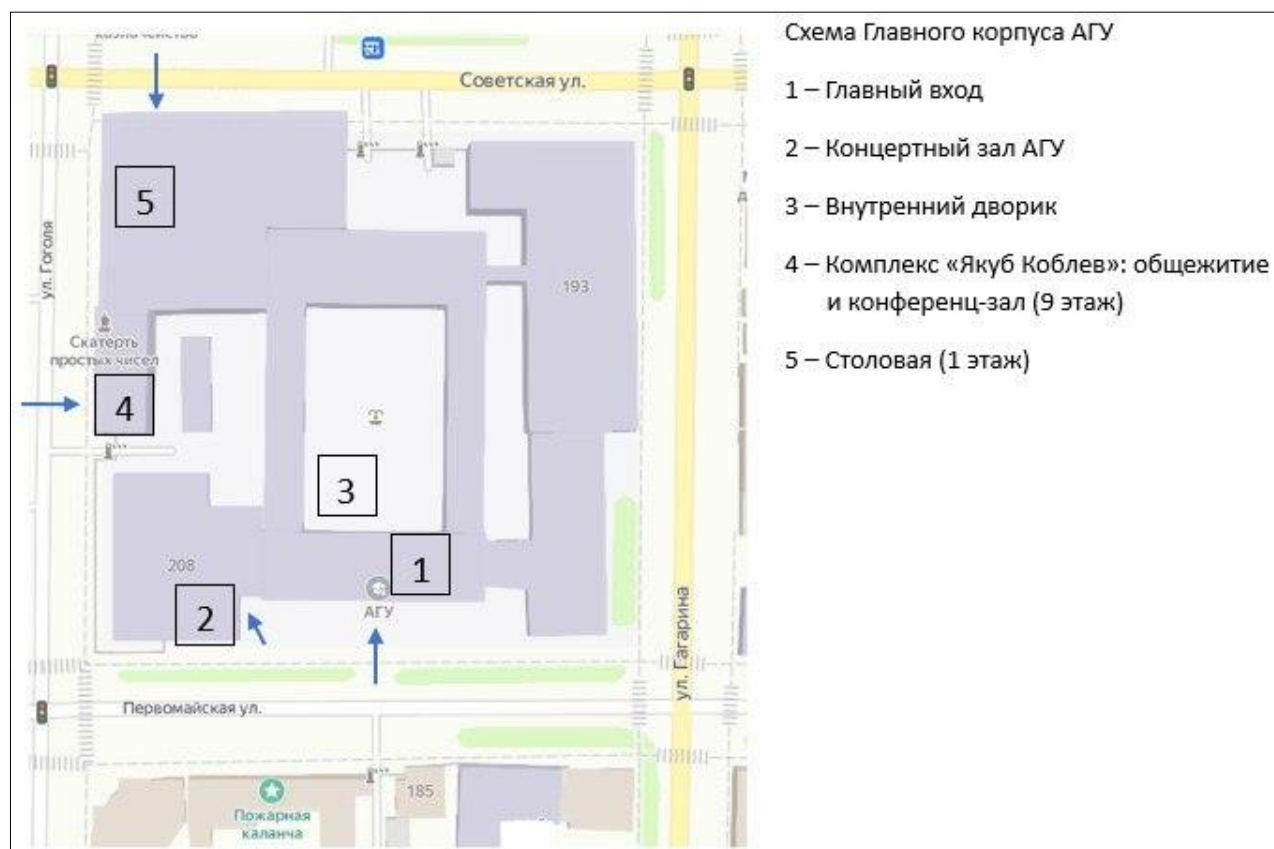 казначейство
Советская ул.
ул. Гоголя
5
193
Скатерть
простых чисел
4
3
208
1
2
АГУ
ул. Гагарина
Первомайская ул.
185
Пожарная
каланча
Схема Главного корпуса АГУ
1 – Главный вход
2 – Концертный зал АГУ
3 – Внутренний дворик
4 – Комплекс «Якуб Коблев»: общежитие
и конференц-зал (9 этаж)
5 – Столовая (1 этаж)